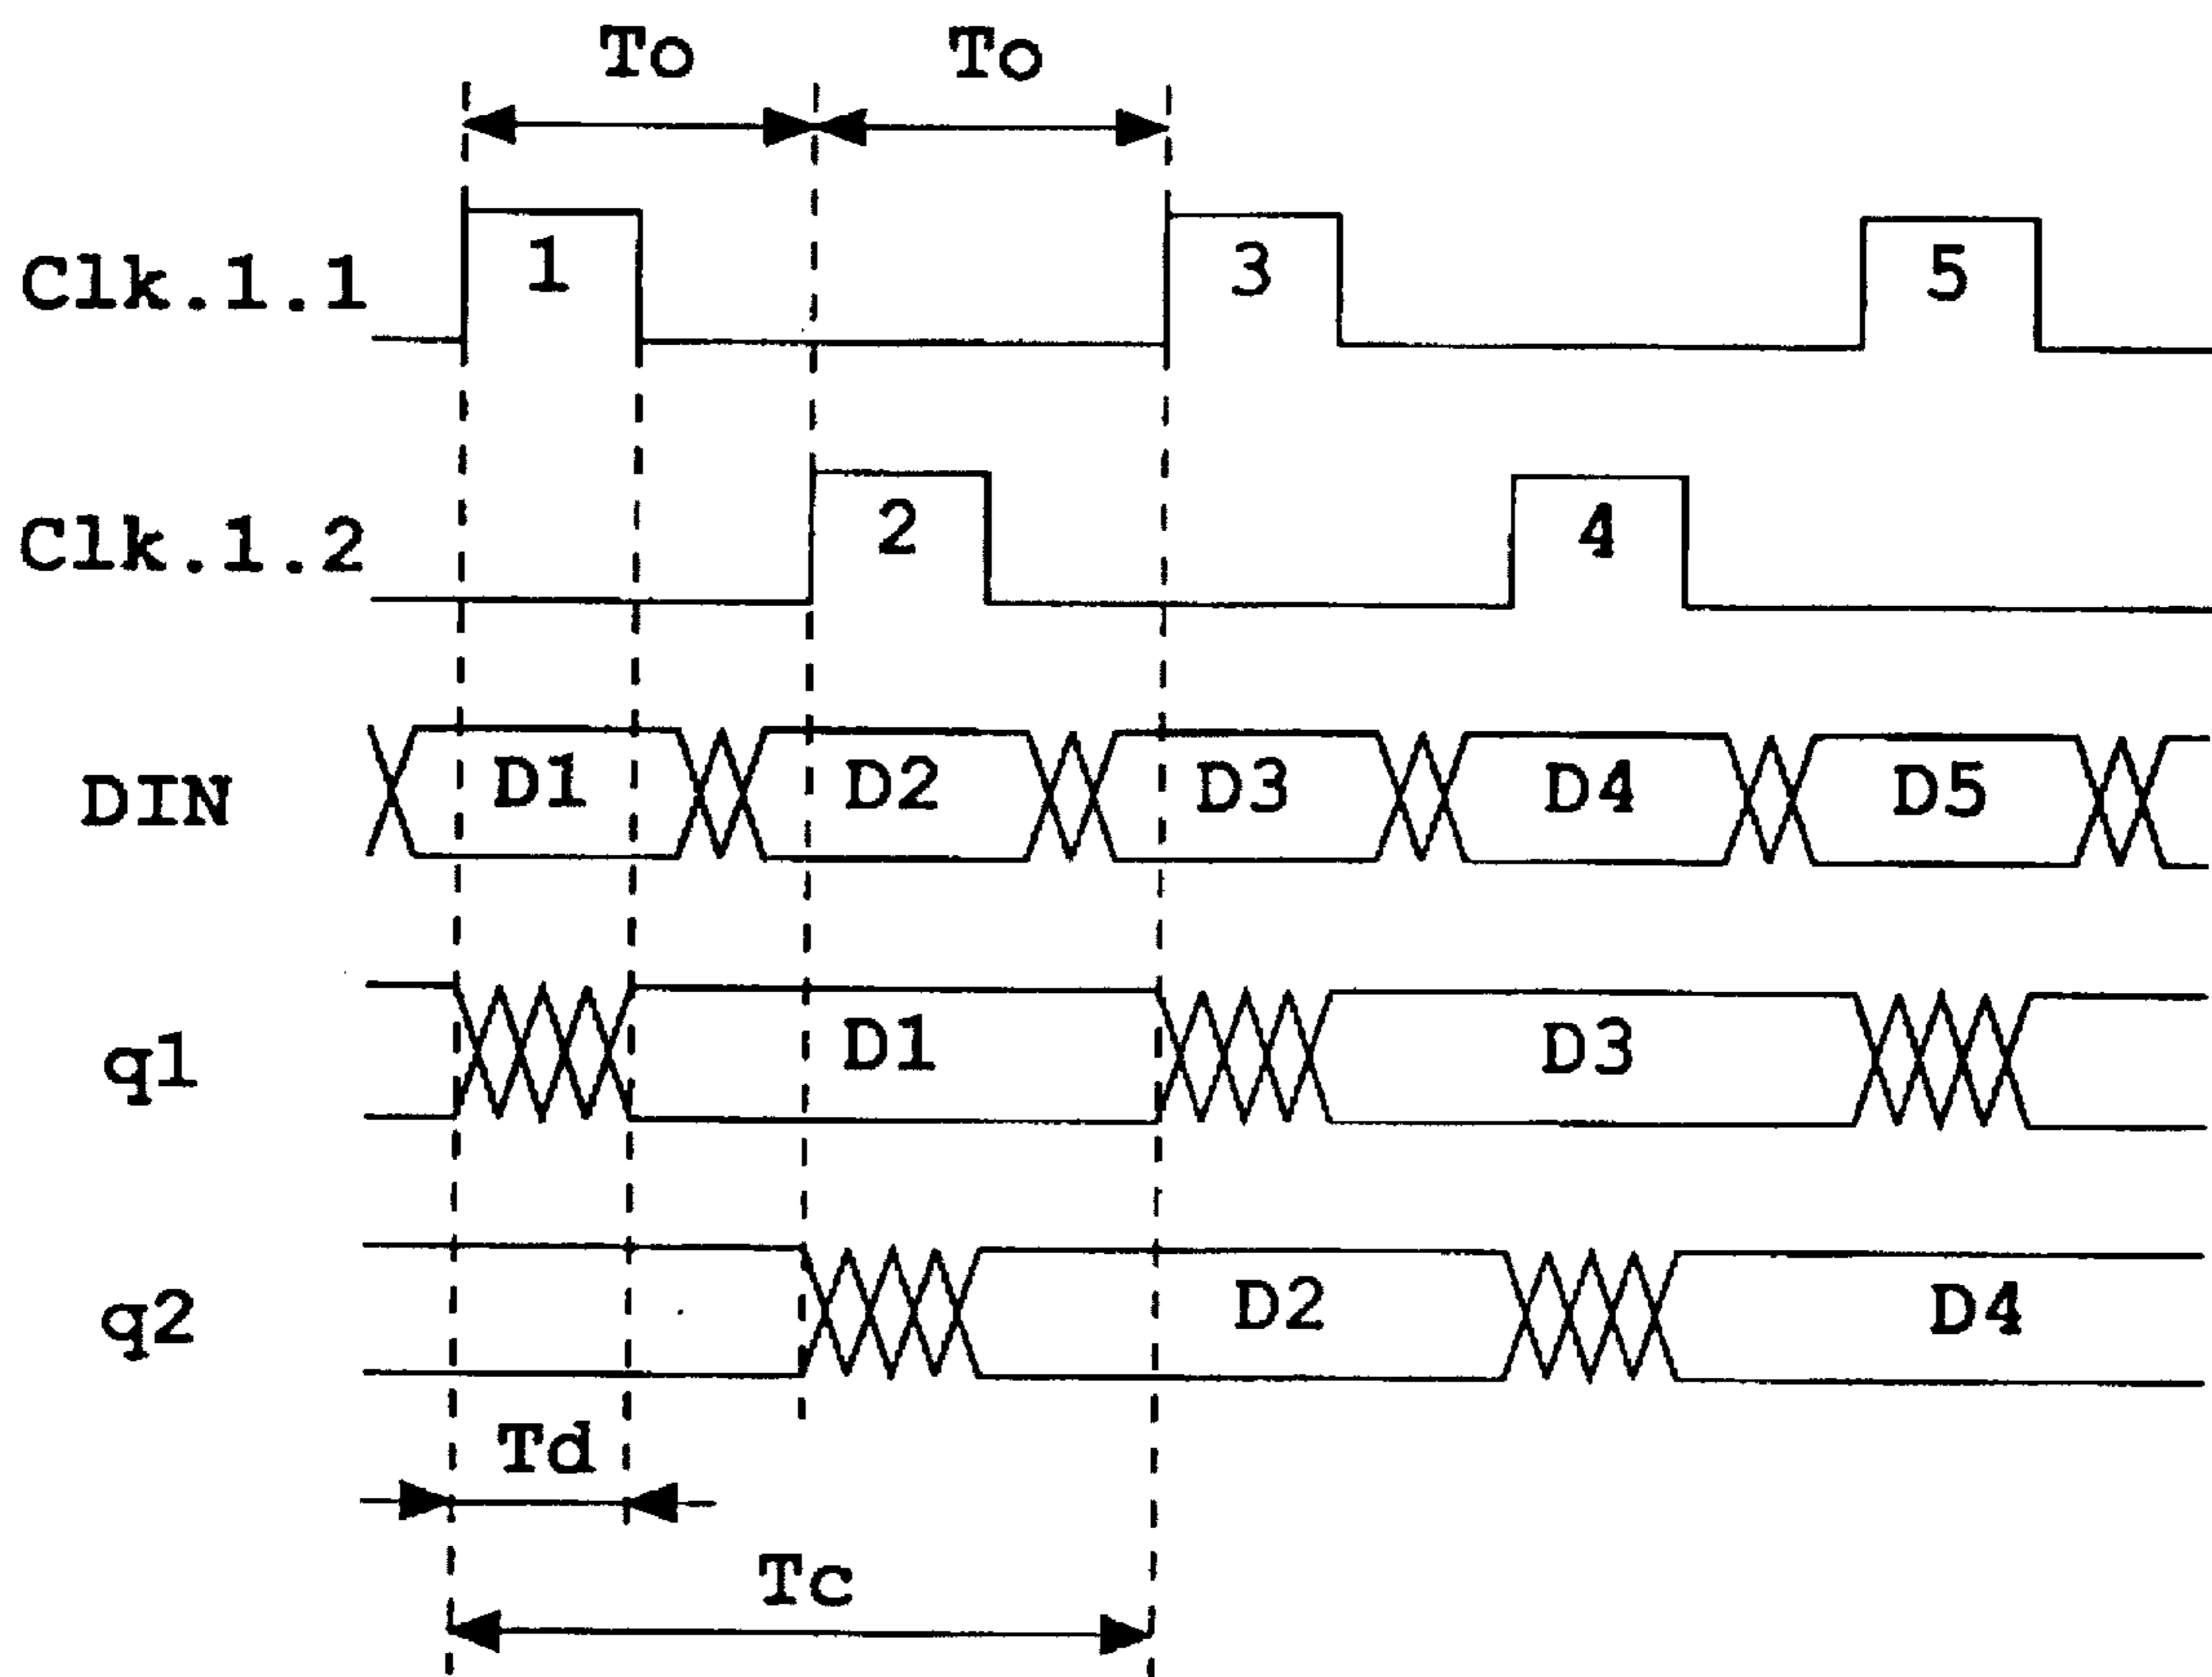 To To
Clk.1.1 1 3 5
Clk.1.2 2 4
DIN D1 D2 D3 D4 D5
q1 D1 D3
q2 D2 D4
Td
Tc